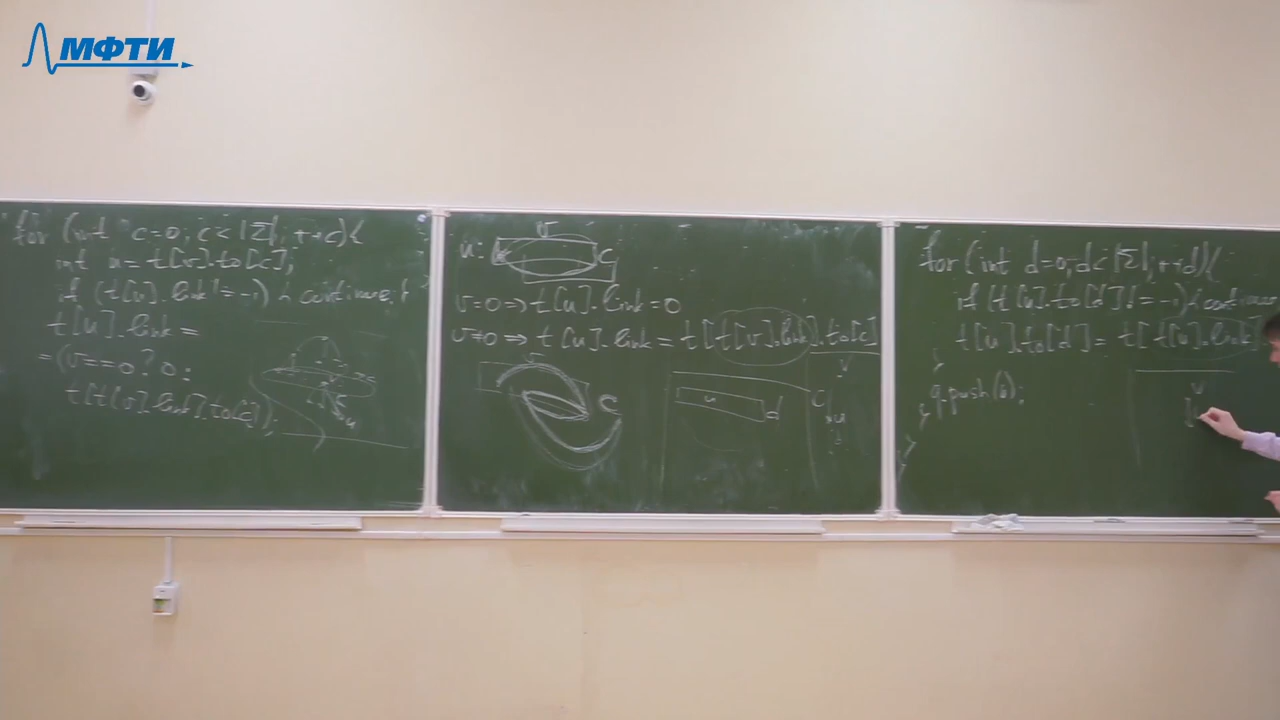 МФТИ
for (int c=0; c<|Σ|; ++c){
int u = t[v].to[c];
if (t[u].link != -1) {continue;}
t[u].link =
=(v==0 ? 0:
t[t[v].link].to[c]);
u
v
u: c
v=0 ⇒ t[u].link = 0
v≠0 ⇒ t[u].link = t[t[v].link].to[c]
v
v
c
u d
c
u
for (int d=0; d<|Σ|; ++d){
if (t[u].to[d] != -1) {
t[u].to[d] = t[t[u].link]
}
q.push(u);
}
}
v